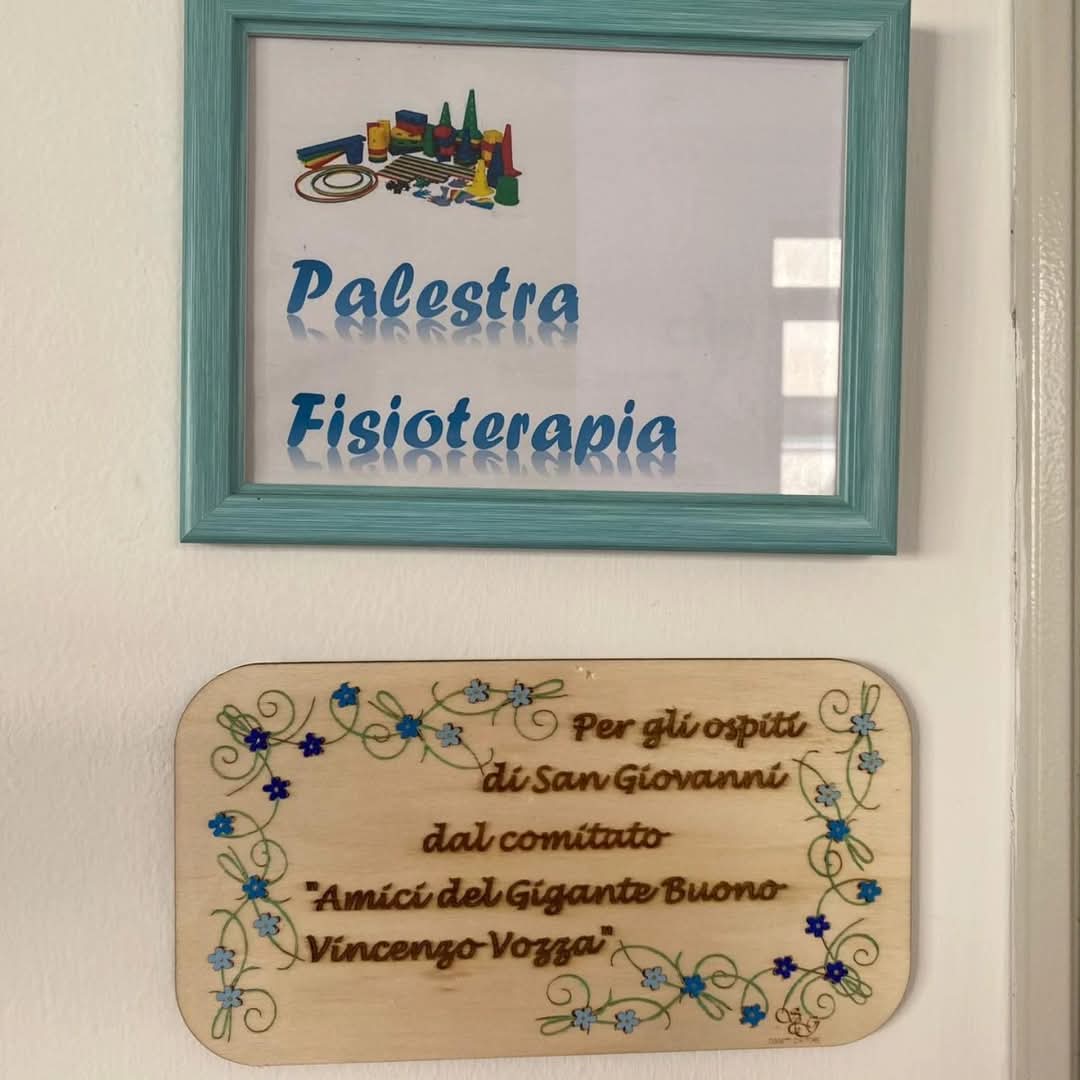 Palestra
Fisioterapia
Per gli ospiti
di San Giovanni
dal comitato
"Amici del Gigante Buono
Vincenzo Vozza"